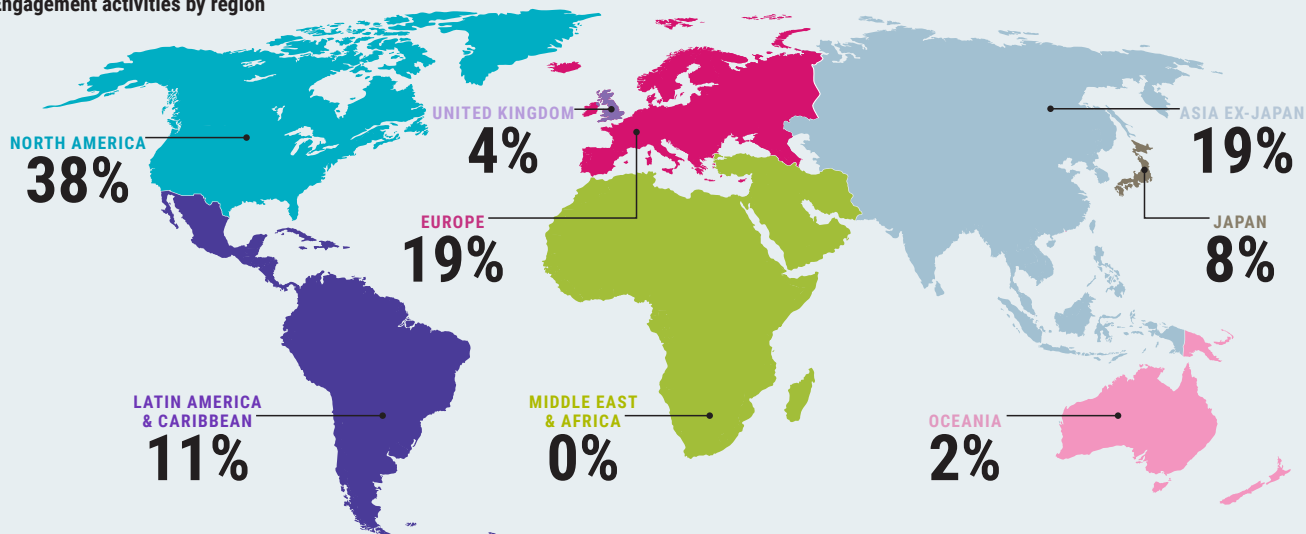 Engagement activities by region
UNITED KINGDOM
4%
ASIA EX-JAPAN
19%
NORTH AMERICA
38%
EUROPE
19%
JAPAN
8%
LATIN AMERICA
& CARIBBEAN
11%
MIDDLE EAST
& AFRICA
0%
OCEANIA
2%